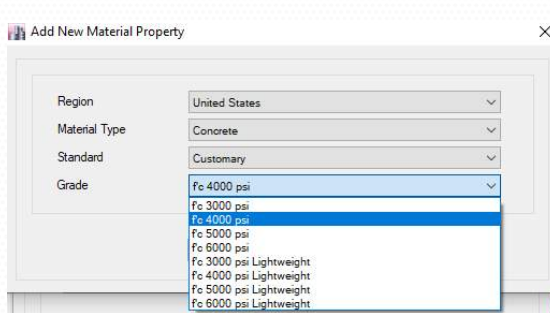 Add New Material Property
Region United States
Material Type Concrete
Standard Customary
Grade f'c 4000 psi
f'c 3000 psi
f'c 4000 psi
f'c 5000 psi
f'c 6000 psi
f'c 3000 psi Lightweight
f'c 4000 psi Lightweight
f'c 5000 psi Lightweight
f'c 6000 psi Lightweight